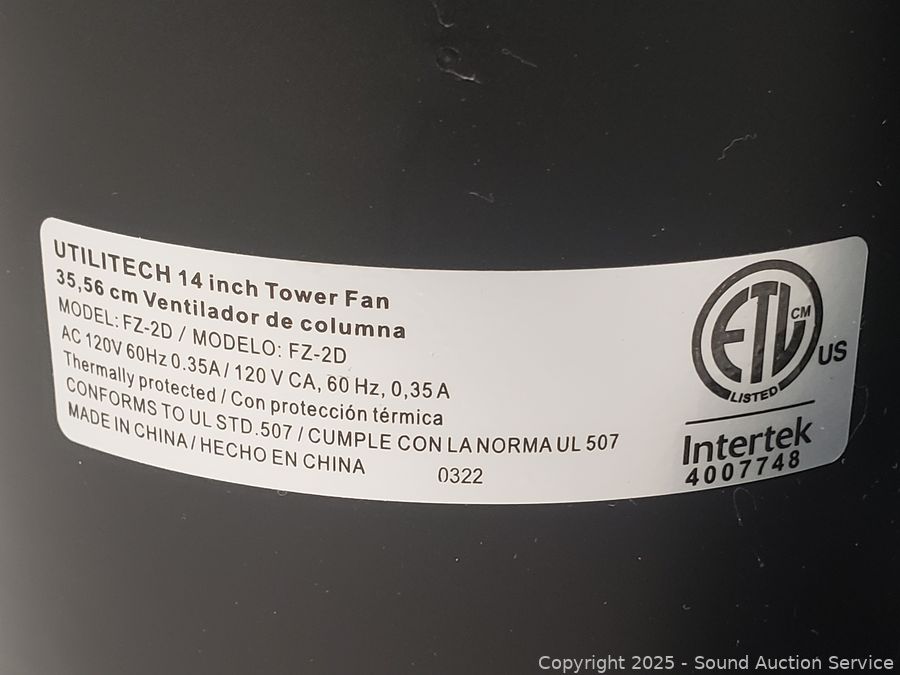 UTILITECH 14 inch Tower Fan
35,56 cm Ventilador de columna
MODEL: FZ-2D / MODELO: FZ-2D
AC 120V 60Hz 0.35A / 120 V CA, 60 Hz, 0,35 A
Thermally protected / Con protección térmica
CONFORMS TO UL STD.507 / CUMPLE CON LA NORMA UL 507
MADE IN CHINA / HECHO EN CHINA 0322
ETL CM
US
LISTED
Intertek
4007748
Copyright 2025 - Sound Auction Service